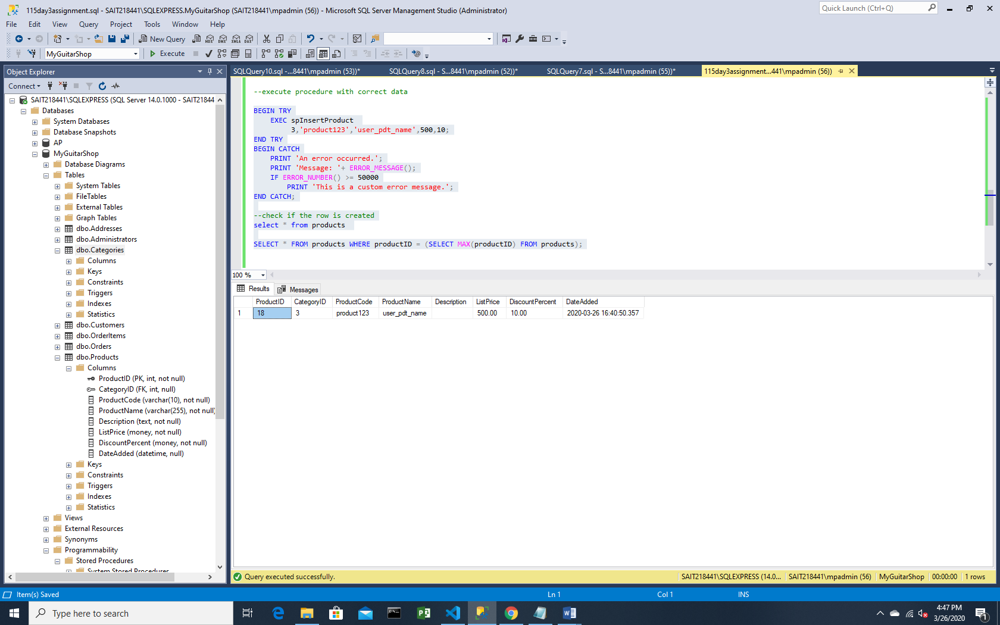 115day3assignment.sql - SAIT218441\SQLEXPRESS.MyGuitarShop (SAIT218441\mpadmin (56)) - Microsoft SQL Server Management Studio (Administrator)
Quick Launch (Ctrl+Q)
File Edit View Query Project Tools Window Help
New Query MDX DMX XMLA DAX
MyGuitarShop Execute
Object Explorer
SQLQuery10.sql -...8441\mpadmin (53))* SQLQuery8.sql - S...8441\mpadmin (52))* SQLQuery7.sql - S...8441\mpadmin (55))* 115day3assignment...441\mpadmin (56))
Connect
SAIT218441\SQLEXPRESS (SQL Server 14.0.1000 - SAIT21844
Databases
System Databases
Database Snapshots
AP
MyGuitarShop
Database Diagrams
Tables
System Tables
FileTables
External Tables
Graph Tables
dbo.Addresses
dbo.Administrators
dbo.Categories
Columns
Keys
Constraints
Triggers
Indexes
Statistics
dbo.Customers
dbo.OrderItems
dbo.Orders
dbo.Products
Columns
ProductID (PK, int, not null)
CategoryID (FK, int, null)
ProductCode (varchar(10), not null)
ProductName (varchar(255), not null)
Description (text, not null)
ListPrice (money, not null)
DiscountPercent (money, not null)
DateAdded (datetime, null)
Keys
Constraints
Triggers
Indexes
Statistics
Views
External Resources
Synonyms
Programmability
Stored Procedures
System Stored Procedures
--execute procedure with correct data
BEGIN TRY
EXEC spInsertProduct
3,'product123','user_pdt_name',500,10;
END TRY
BEGIN CATCH
PRINT 'An error occurred.';
PRINT 'Message: '+ ERROR_MESSAGE();
IF ERROR_NUMBER() >= 50000
PRINT 'This is a custom error message.';
END CATCH;
--check if the row is created
select * from products
SELECT * FROM products WHERE productID = (SELECT MAX(productID) FROM products);
100 %
Results Messages
ProductID CategoryID ProductCode ProductName Description ListPrice DiscountPercent DateAdded
1 18 3 product123 user_pdt_name 500.00 10.00 2020-03-26 16:40:50.357
Query executed successfully. SAIT218441\SQLEXPRESS (14.0... SAIT218441\mpadmin (56) MyGuitarShop 00:00:00 1 rows
Item(s) Saved Ln 1 Col 1 INS
Type here to search
4:47 PM
3/26/2020
1